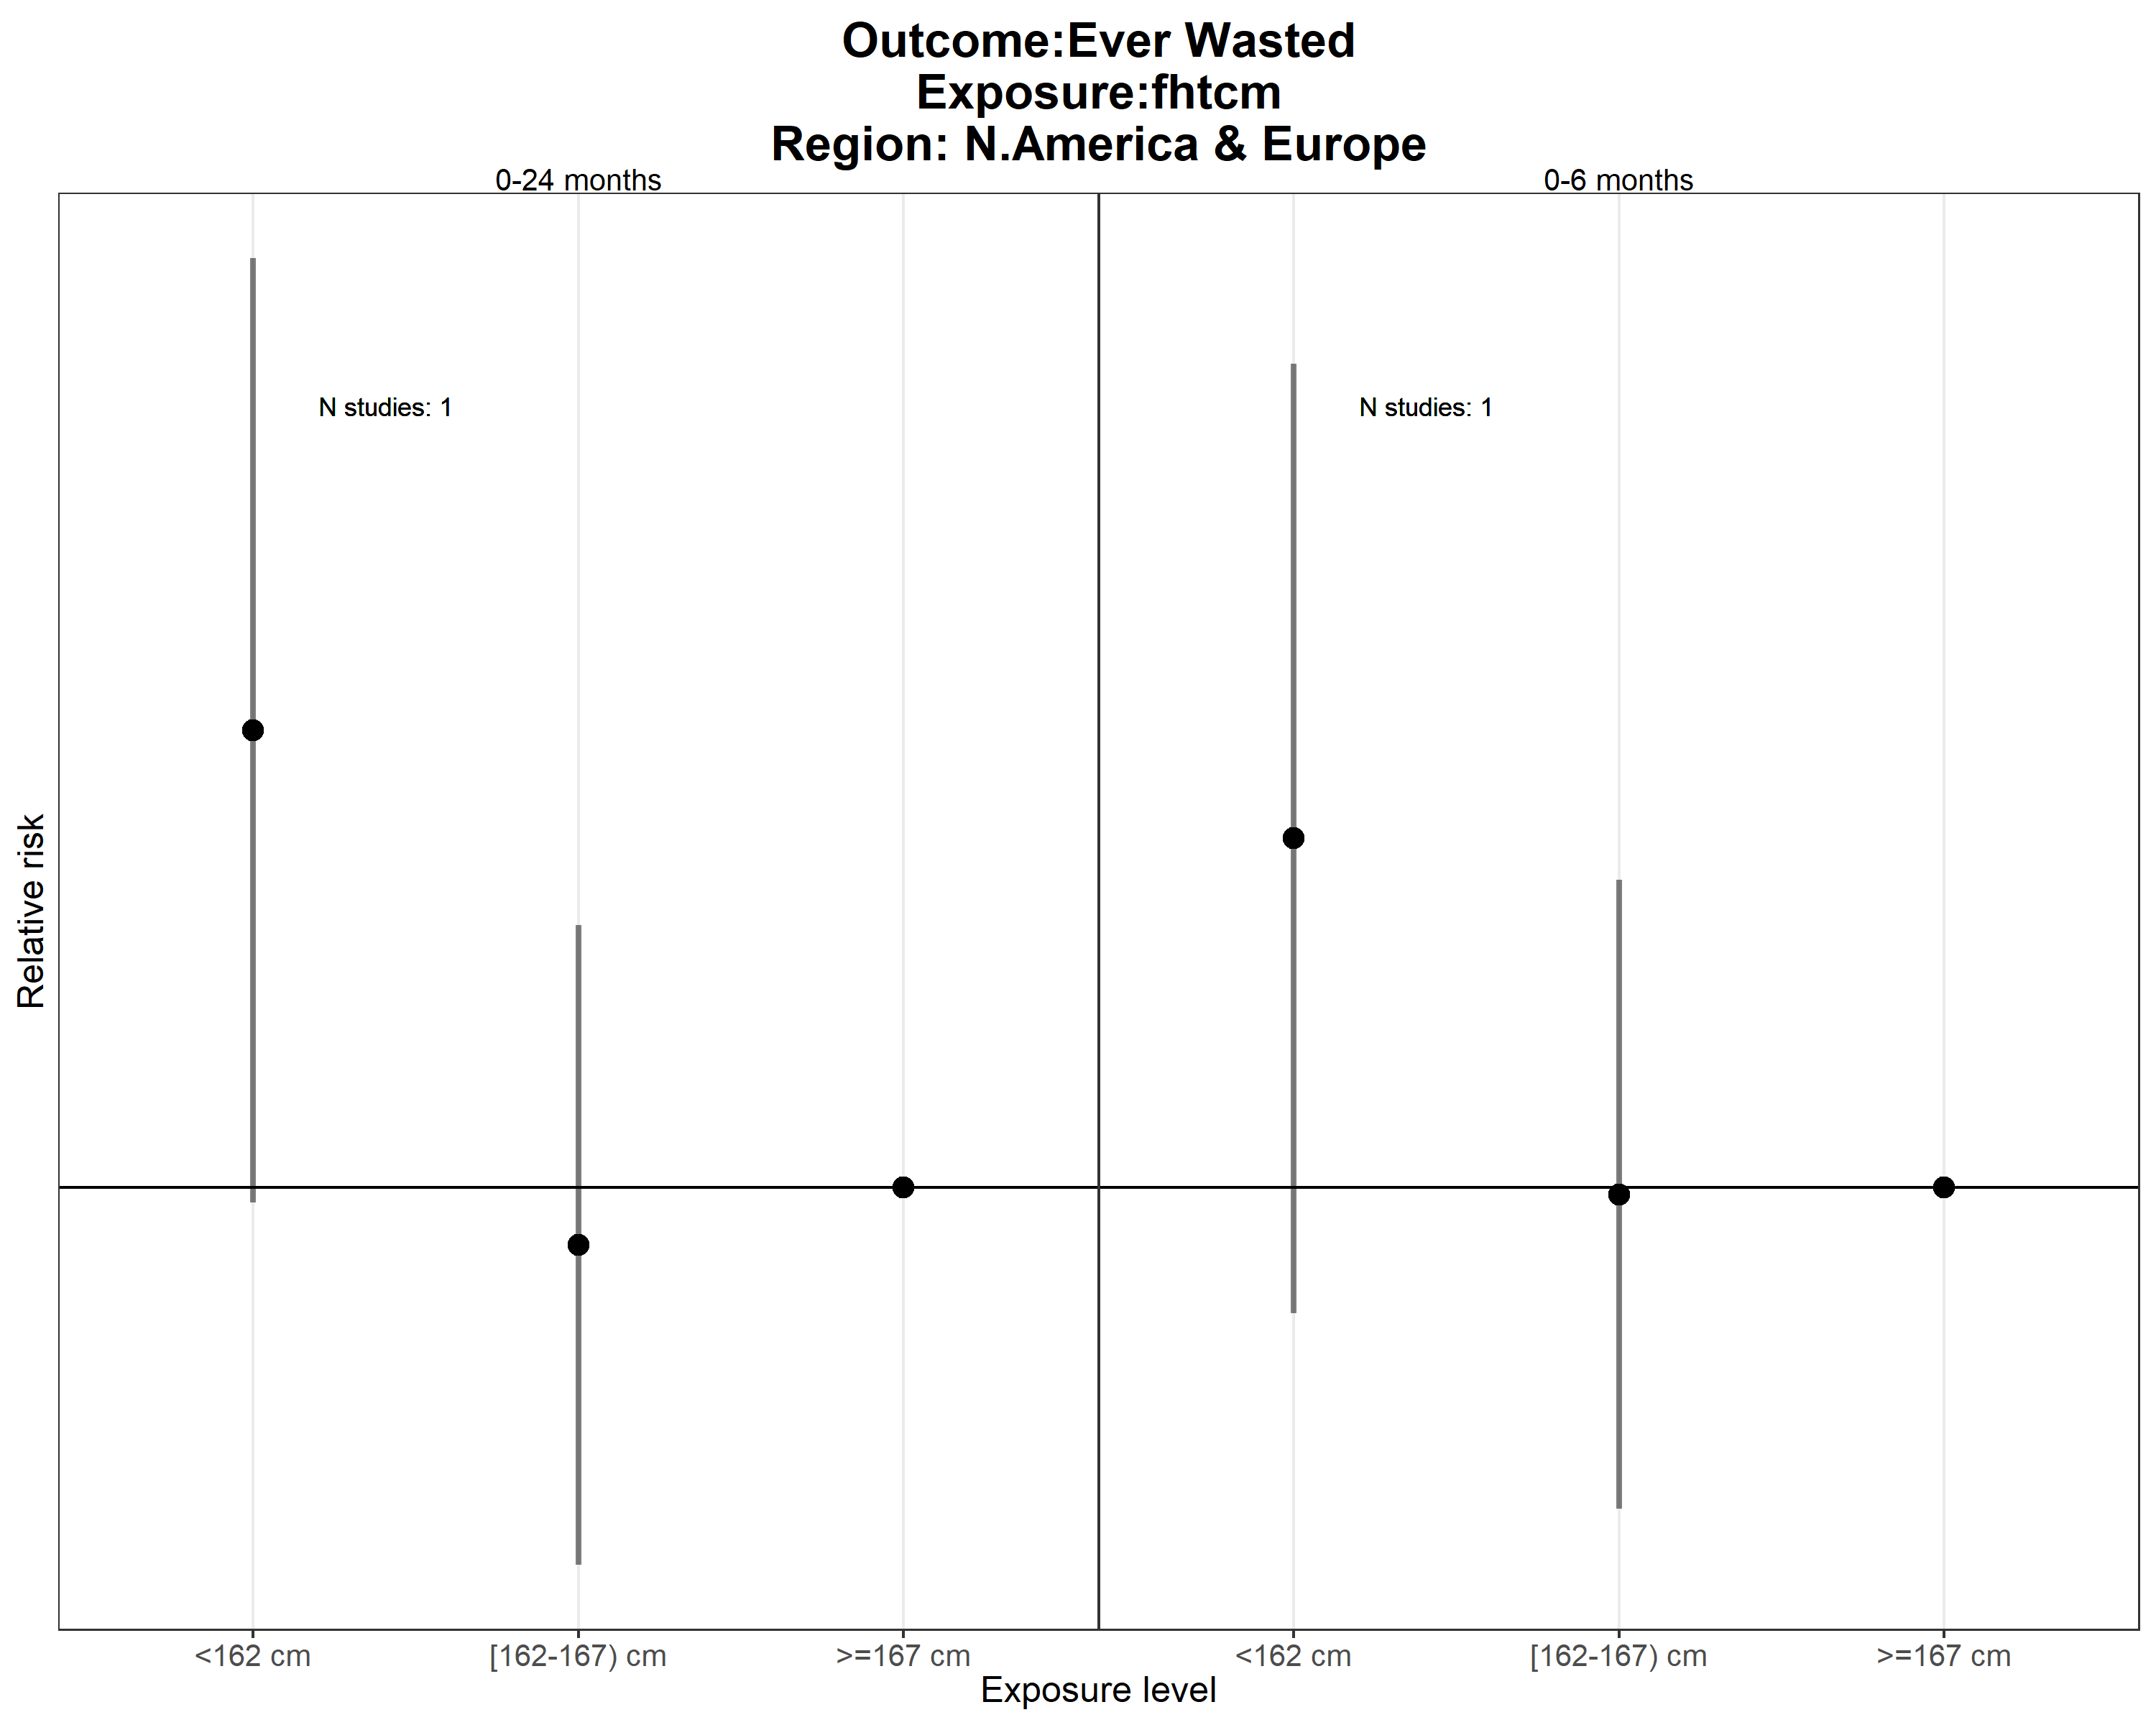 Outcome:Ever Wasted
Exposure:fhtcm
Region: N.America & Europe
0-24 months
0-6 months
N studies: 1
N studies: 1
Relative risk
<162 cm
[162-167) cm
>=167 cm
<162 cm
[162-167) cm
>=167 cm
Exposure level